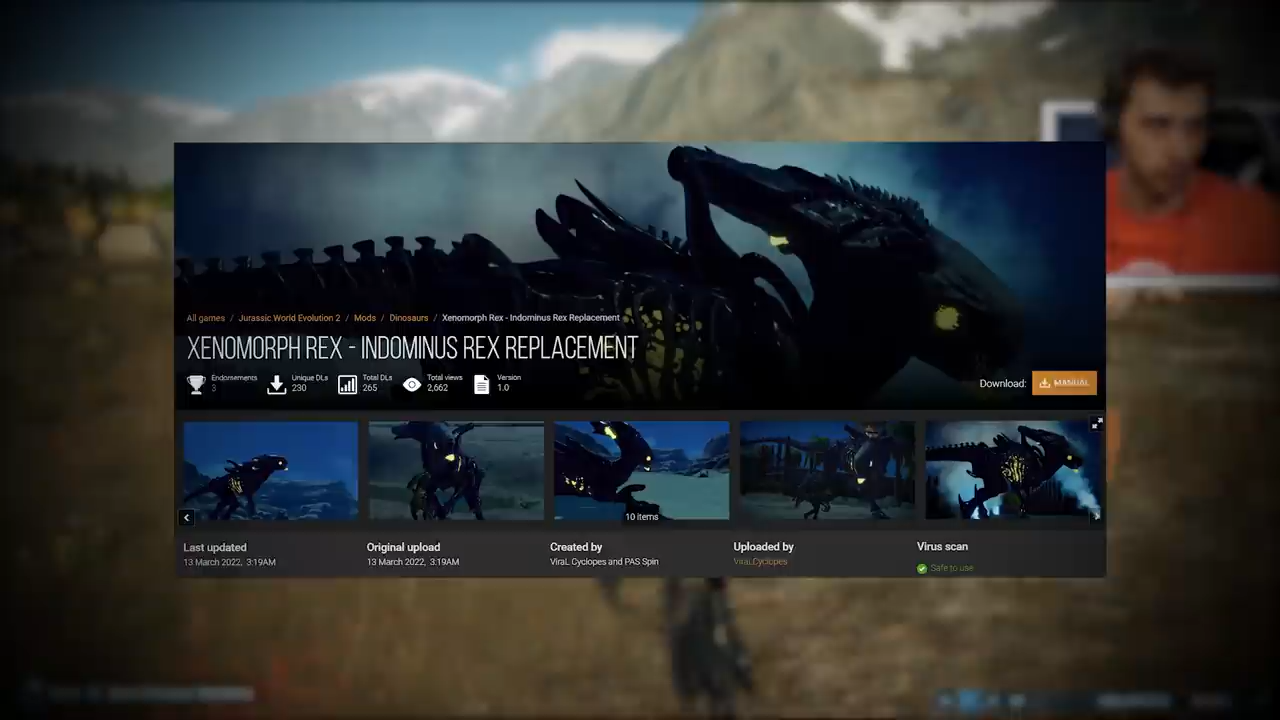 All games / Jurassic World Evolution 2 / Mods / Dinosaurs / Xenomorph Rex - Indominus Rex Replacement
XENOMORPH REX - INDOMINUS REX REPLACEMENT
Endorsements
3
Unique DLs
230
Total DLs
265
Total views
2,662
Version
1.0
Download:
MANUAL
10 items
Last updated
13 March 2022, 3:19AM
Original upload
13 March 2022, 3:19AM
Created by
ViraL Cyclopes and PAS Spin
Uploaded by
ViraLCyclopes
Virus scan
Safe to use